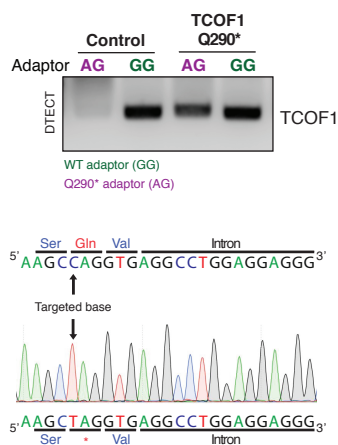 TCOF1
Control Q290*
Adaptor AG GG AG GG
DTECT
TCOF1
WT adaptor (GG)
Q290* adaptor (AG)
Ser Gln Val Intron
5' AAGCCAGGTGAGGCCTGGAGGAGGG 3'
Targeted base
5' AAGCTAGGTGAGGCCTGGAGGAGGG 3'
Ser * Val Intron